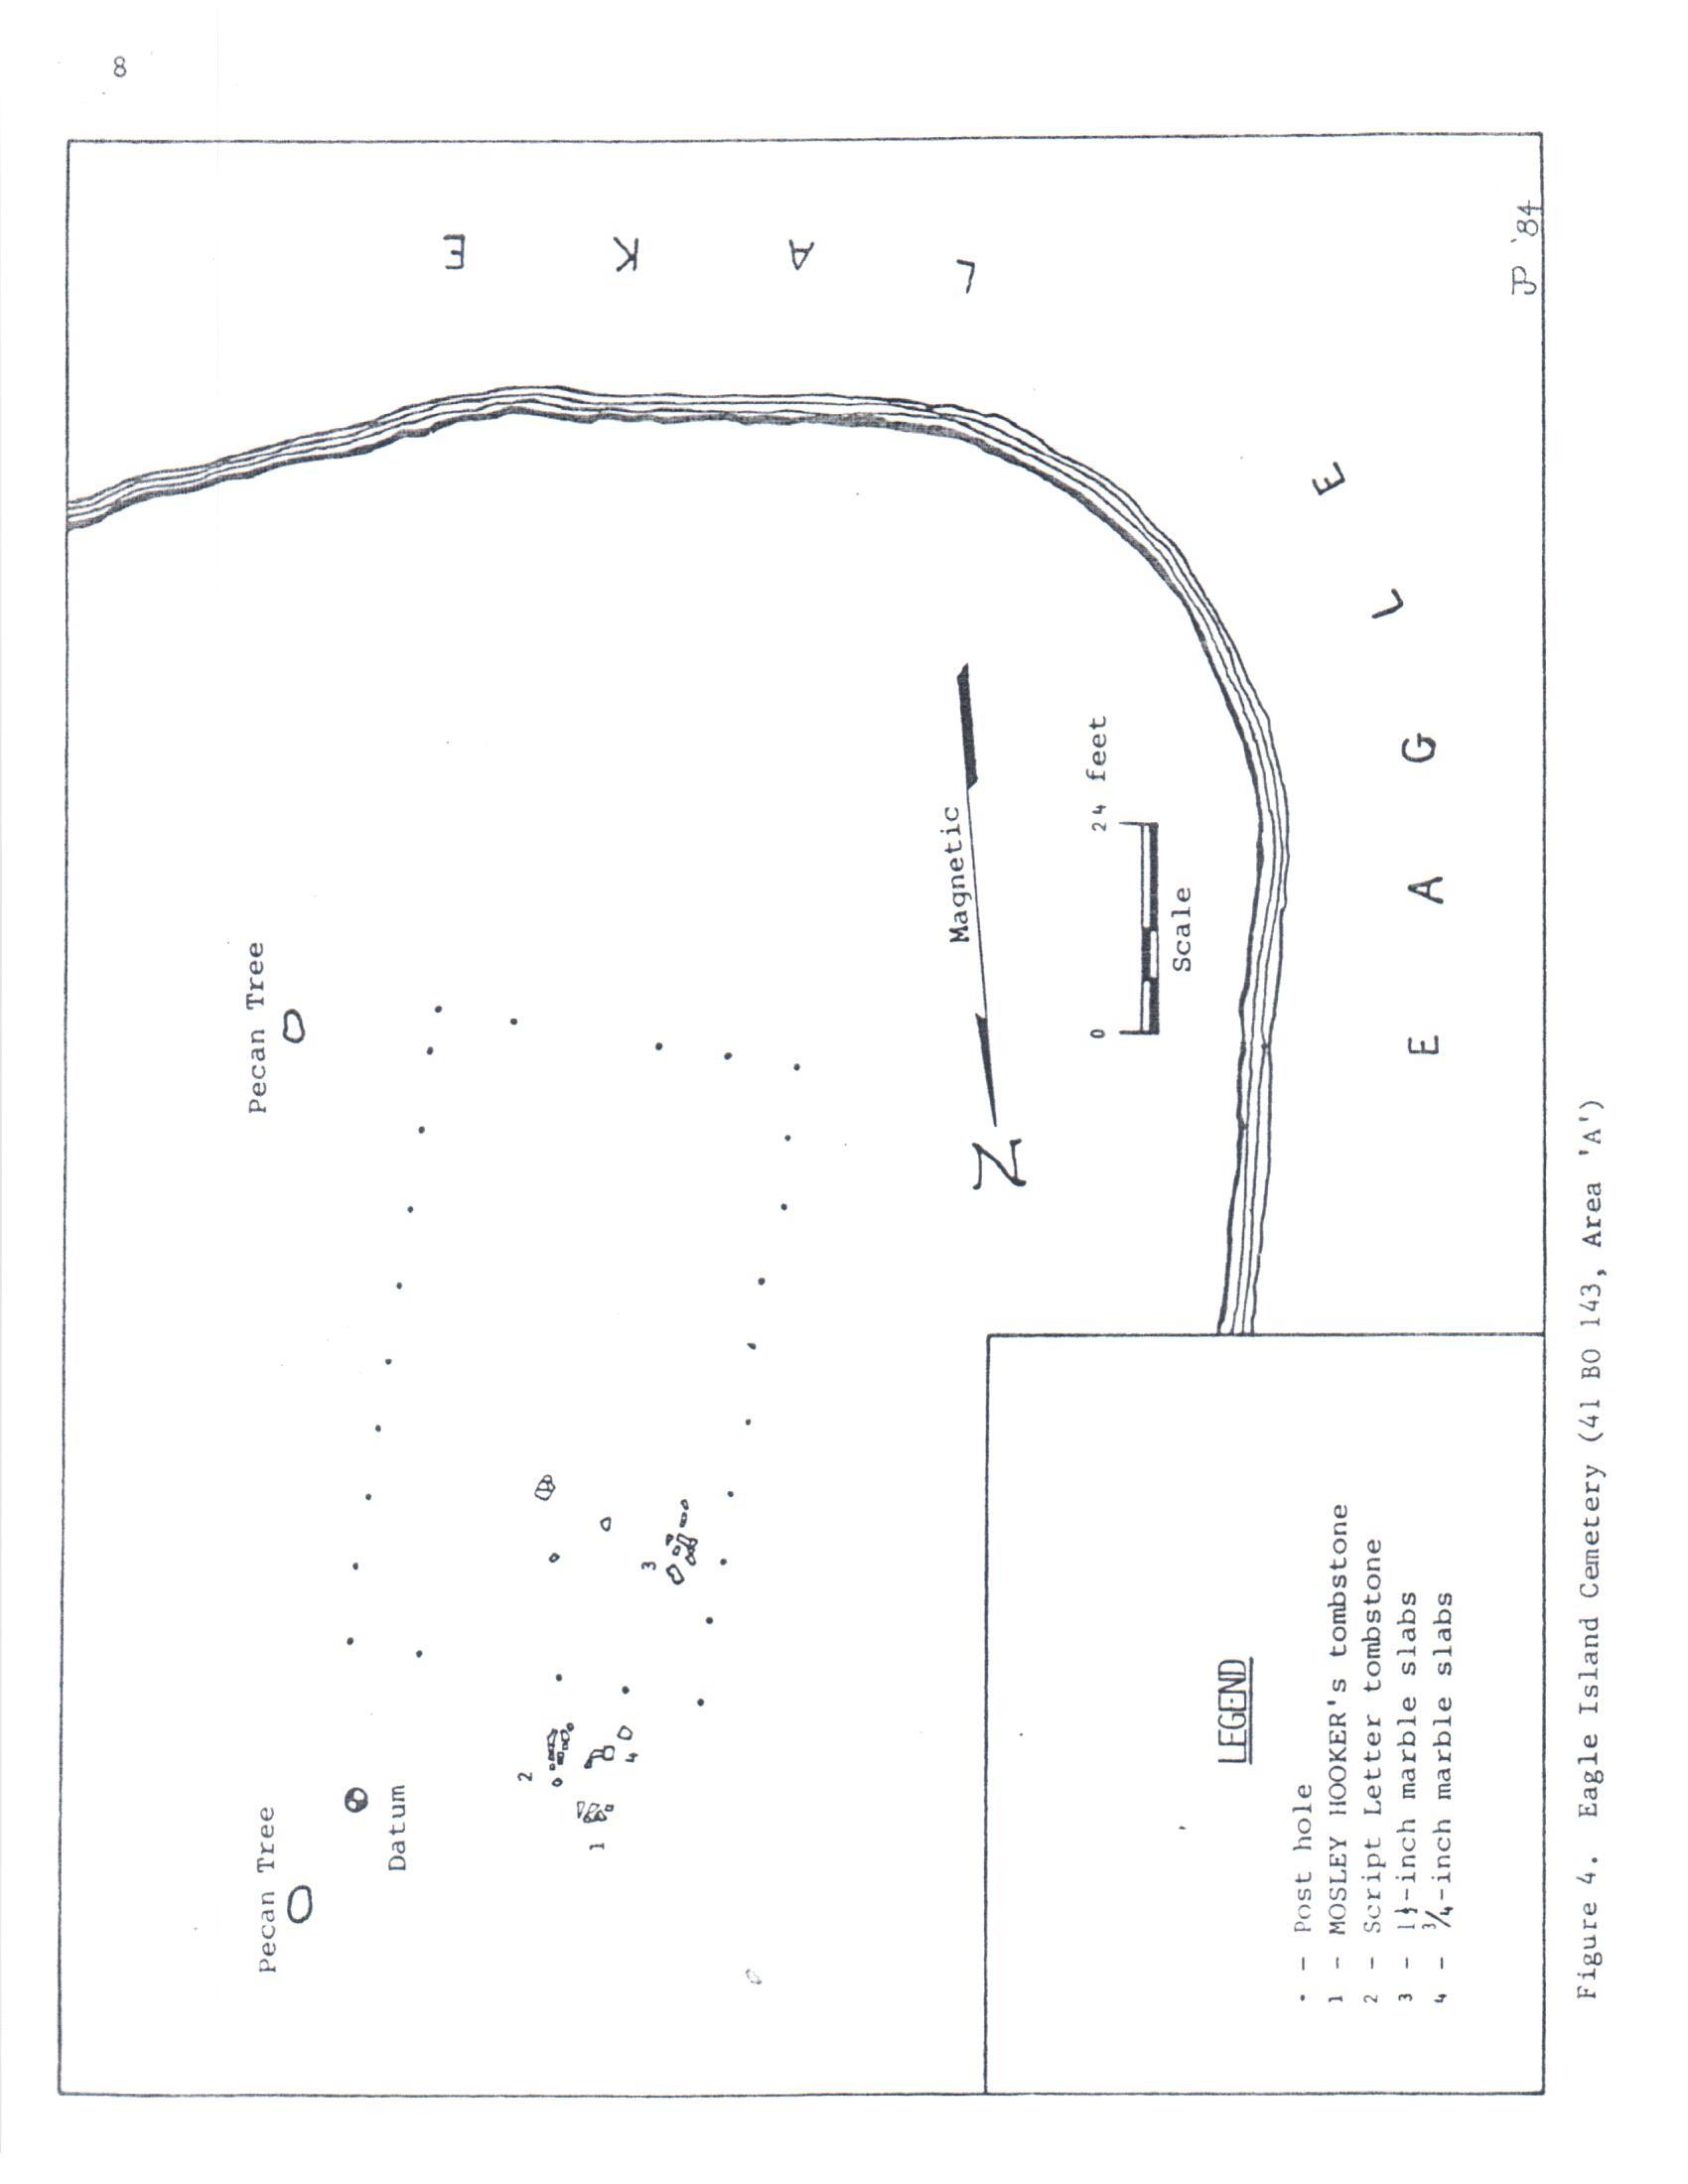 8
Pecan Tree
Pecan Tree
Datum
2
1
4
3
Magnetic
N
0 24 feet
Scale
EAGLE LAKE
LEGEND
• - Post hole
1 - MOSLEY HOOKER's tombstone
2 - Script Letter tombstone
3 - 1½-inch marble slabs
4 - ¾-inch marble slabs
JP '84
Figure 4. Eagle Island Cemetery (41 BO 143, Area 'A')